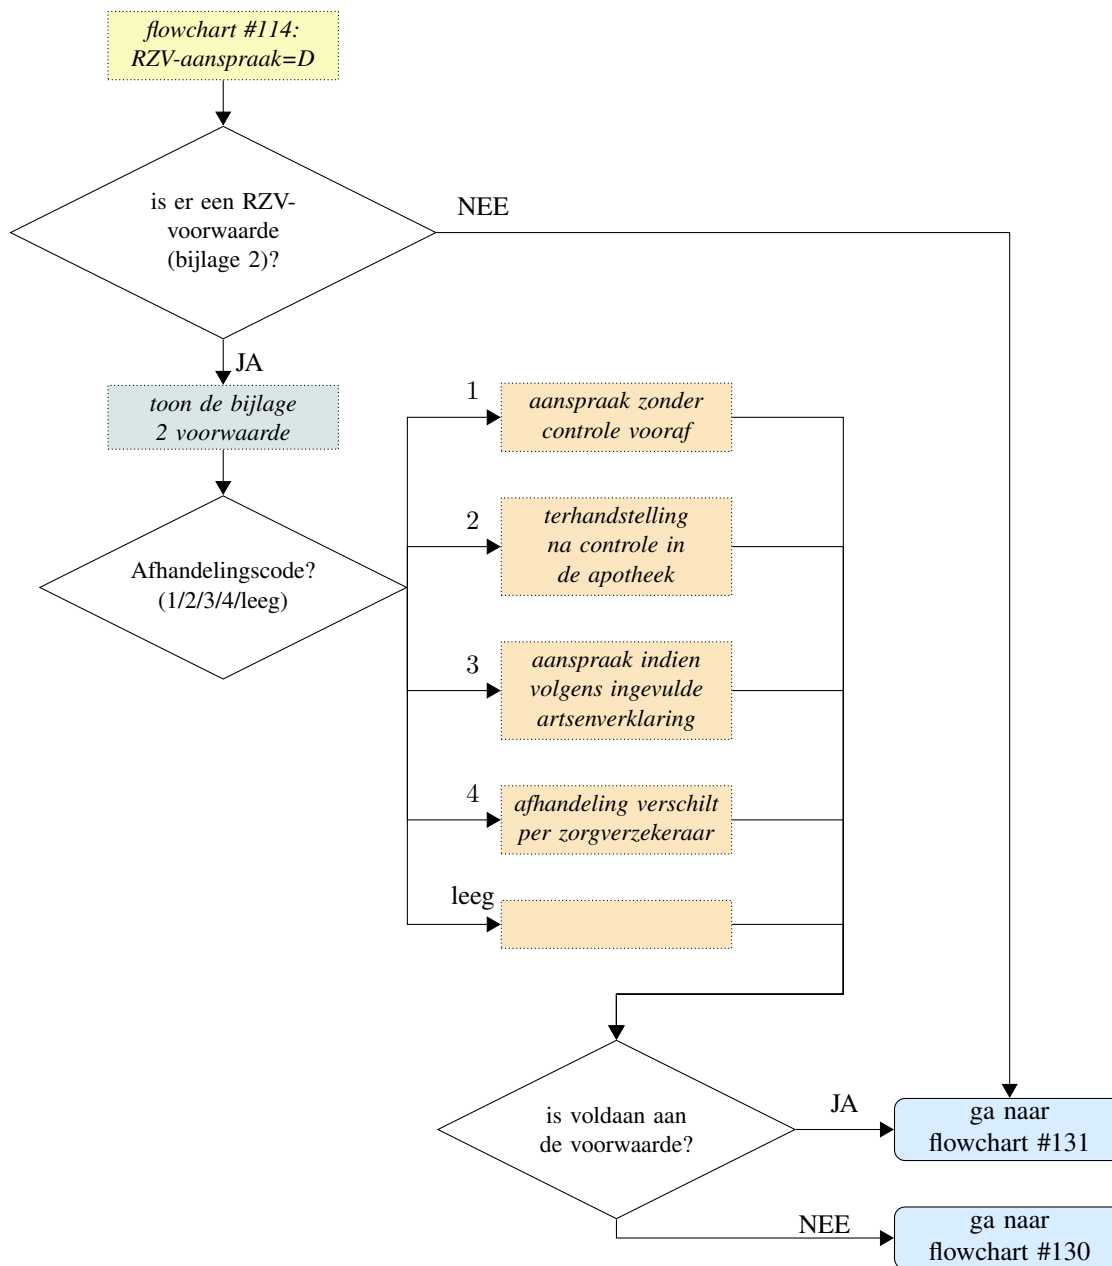 flowchart #114:
RZV-aanspraak=D
is er een RZV-
voorwaarde
(bijlage 2)?
NEE
JA
toon de bijlage
2 voorwaarde
Afhandelingscode?
(1/2/3/4/leeg)
1
aanspraak zonder
controle vooraf
2
terhandstelling
na controle in
de apotheek
3
aanspraak indien
volgens ingevulde
artsenverklaring
4
afhandeling verschilt
per zorgverzekeraar
leeg
is voldaan aan
de voorwaarde?
JA
ga naar
flowchart #131
NEE
ga naar
flowchart #130